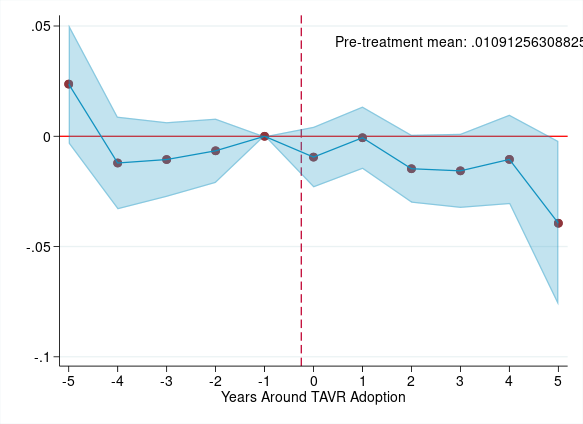 .05
Pre-treatment mean: .01091256308825
0
-.05
-.1
-5 -4 -3 -2 -1 0 1 2 3 4 5
Years Around TAVR Adoption